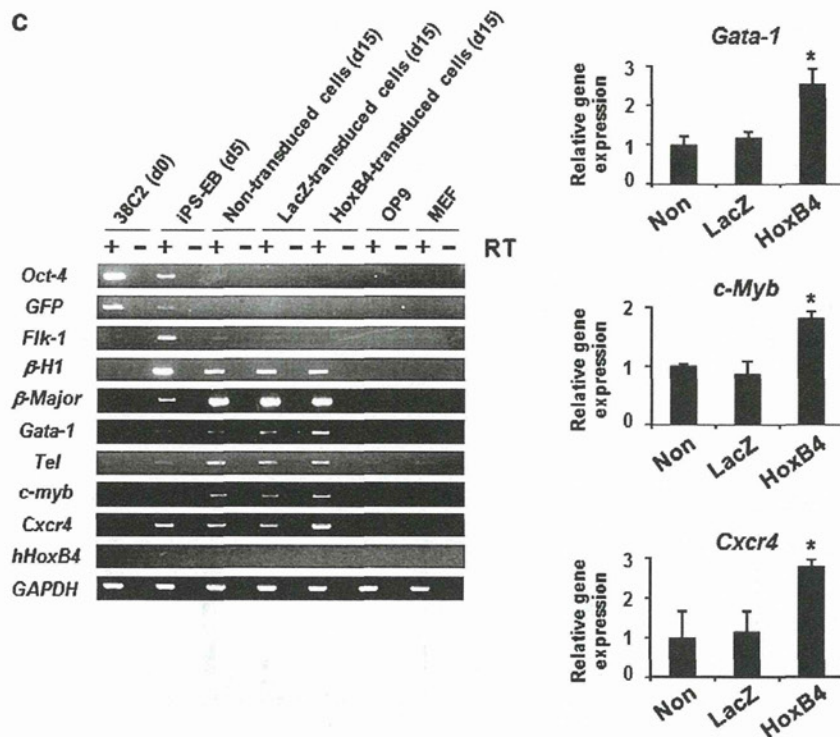 c
38C2 (d0)
iPS-EB (d5)
Non-transduced cells (d15)
LacZ-transduced cells (d15)
HoxB4-transduced cells (d15)
OP9
MEF
+ − + − + − + − + − + − + − RT
Oct-4
GFP
Flk-1
β-H1
β-Major
Gata-1
Tel
c-myb
Cxcr4
hHoxB4
GAPDH
Gata-1
Relative gene
expression
3
2
1
0
*
Non
LacZ
HoxB4
c-Myb
Relative gene
expression
2
1
0
*
Non
LacZ
HoxB4
Cxcr4
Relative gene
expression
3
2
1
0
*
Non
LacZ
HoxB4